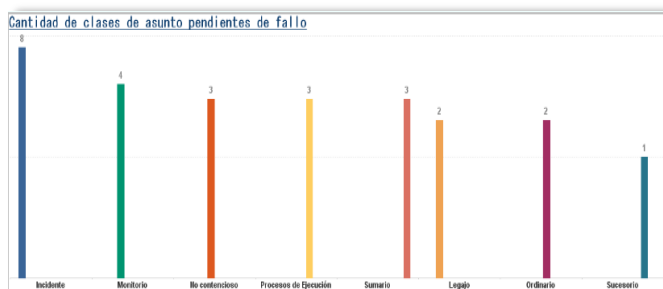 Cantidad de clases de asunto pendientes de fallo
8
4
3
3
3
2
2
1
Incidente
Monitorio
No contencioso
Procesos de Ejecución
Sumario
Legajo
Ordinario
Sucesorio